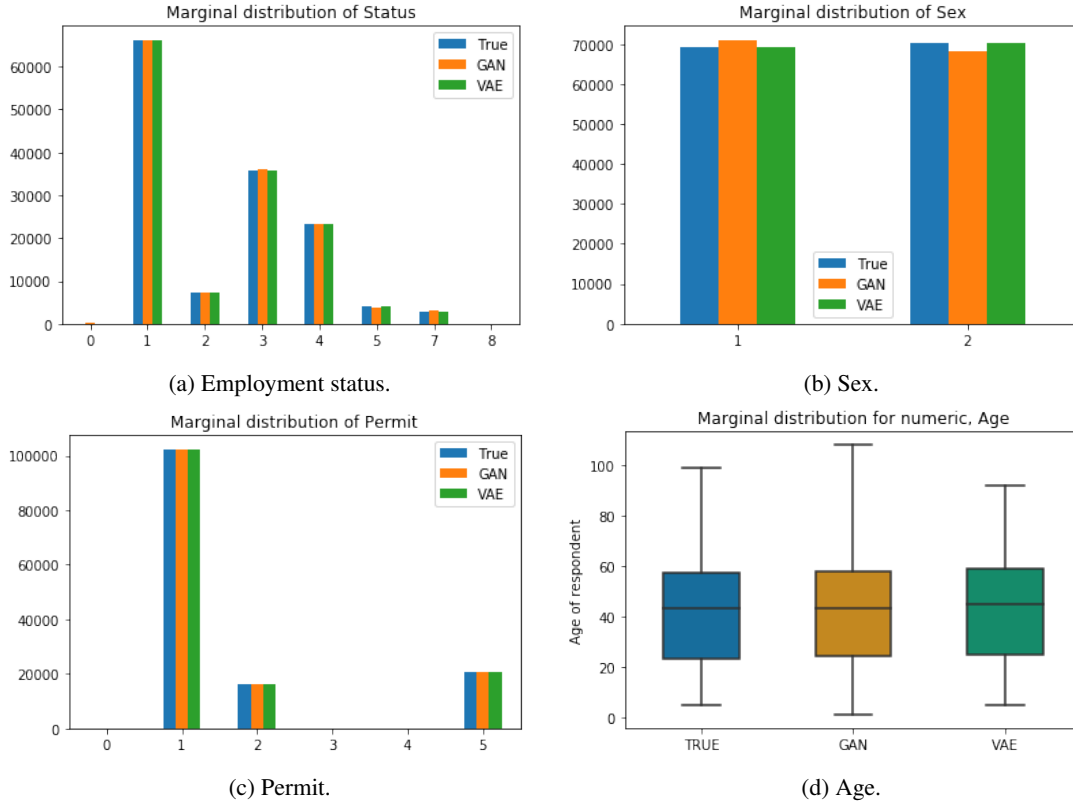 Marginal distribution of Status
True
GAN
VAE
60000
50000
40000
30000
20000
10000
0
0 1 2 3 4 5 7 8
(a) Employment status.
Marginal distribution of Sex
70000
60000
50000
40000
30000
20000
10000
0
True
GAN
VAE
1 2
(b) Sex.
Marginal distribution of Permit
True
GAN
VAE
100000
80000
60000
40000
20000
0
0 1 2 3 4 5
(c) Permit.
Marginal distribution for numeric, Age
Age of respondent
100
80
60
40
20
0
TRUE GAN VAE
(d) Age.